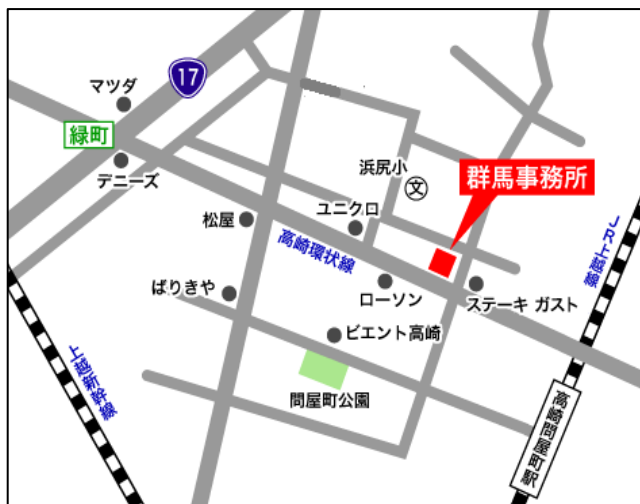 マツダ
17
緑町
デニーズ
浜尻小
文
群馬事務所
ユニクロ
松屋
高崎環状線
JR上越線
ばりきや
ローソン
ステーキ ガスト
ビエント高崎
上越新幹線
問屋町公園
高崎問屋町駅